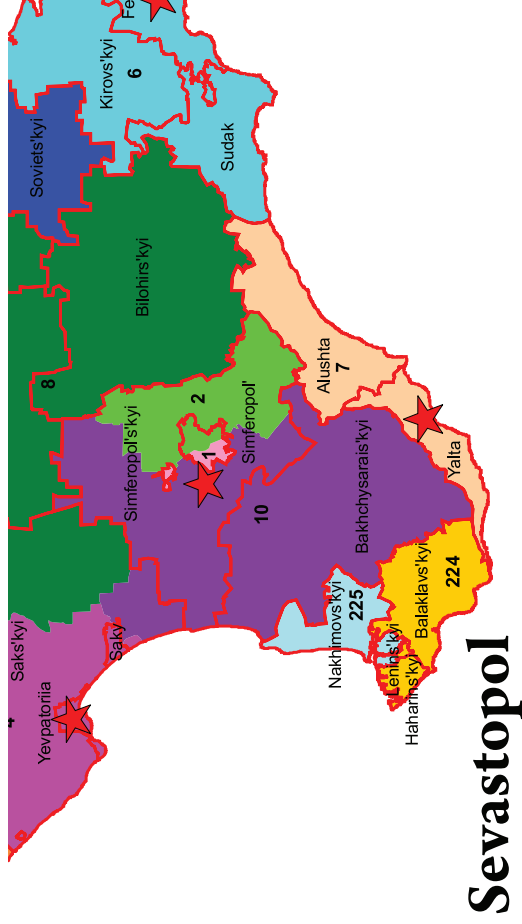 Fe
Kirovs'kyi
6
Soviets'kyi
Sudak
Bilohirs'kyi
8
Alushta
7
2
Simferopol's'kyi
Simferopol'
1
Yalta
10
Bakhchysarais'kyi
Saks'kyi
Saky
Yevpatoriia
Nakhimovs'kyi
225
Balaklavs'kyi
224
Lenins'kyi
Haharins'kyi
Sevastopol